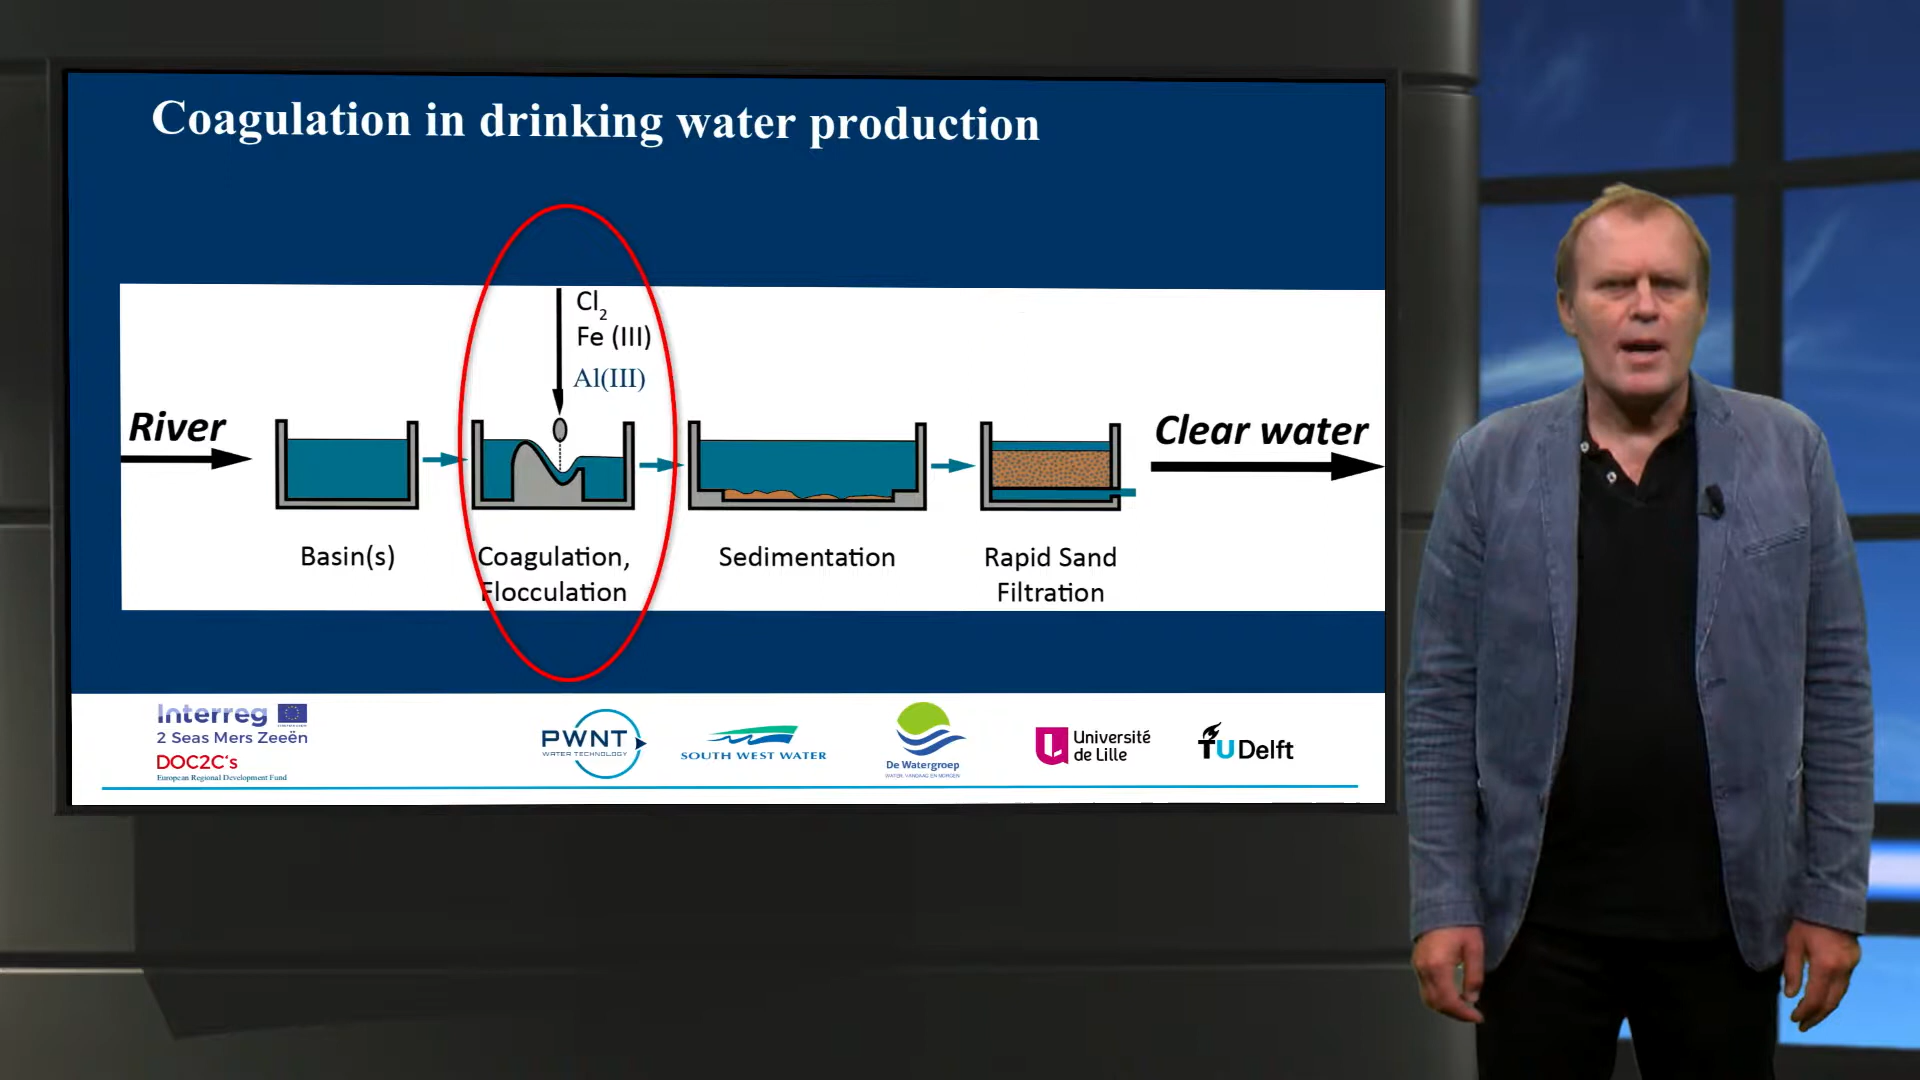 Coagulation in drinking water production
Cl2
Fe (III)
Al(III)
River
Clear water
Basin(s)
Coagulation,
Flocculation
Sedimentation
Rapid Sand
Filtration
Interreg
2 Seas Mers Zeeën
DOC2C's
European Regional Development Fund
PWNT
WATER TECHNOLOGY
SOUTH WEST WATER
De Watergroep
WATER, VANDAAG EN MORGEN
Université
de Lille
TU Delft